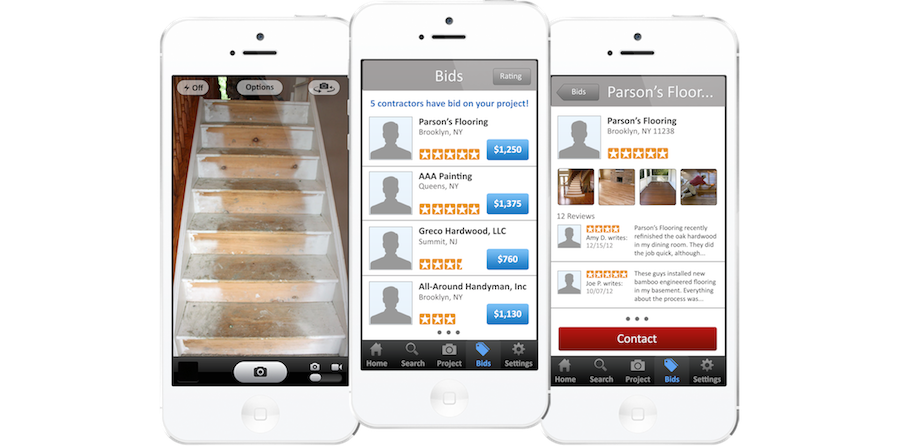 Off
Options
Bids
Rating
5 contractors have bid on your project!
Parson's Flooring
Brooklyn, NY
$1,250
AAA Painting
Queens, NY
$1,375
Greco Hardwood, LLC
Summit, NJ
$760
All-Around Handyman, Inc
Brooklyn, NY
$1,130
Home Search Project Bids Settings
Bids
Parson's Floor...
Parson's Flooring
Brooklyn, NY 11238
12 Reviews
Amy D. writes:
12/15/12
Parson's Flooring recently
refinished the oak hardwood
in my dining room. They did
the job quick, although...
Joe P. writes:
10/07/12
These guys installed new
bamboo engineered flooring
in my basement. Everything
about the process was...
Contact
Home Search Project Bids Settings